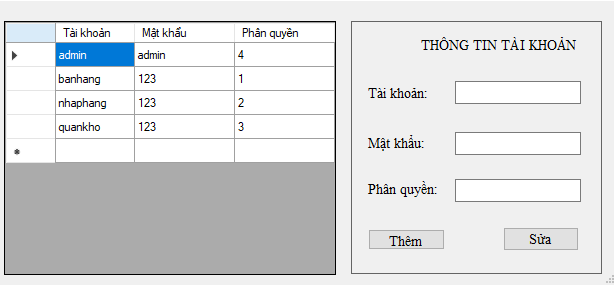 Tài khoản Mật khẩu Phân quyền
admin admin 4
banhang 123 1
nhaphang 123 2
quankho 123 3
THÔNG TIN TÀI KHOẢN
Tài khoản:
Mật khẩu:
Phân quyền:
Thêm Sửa